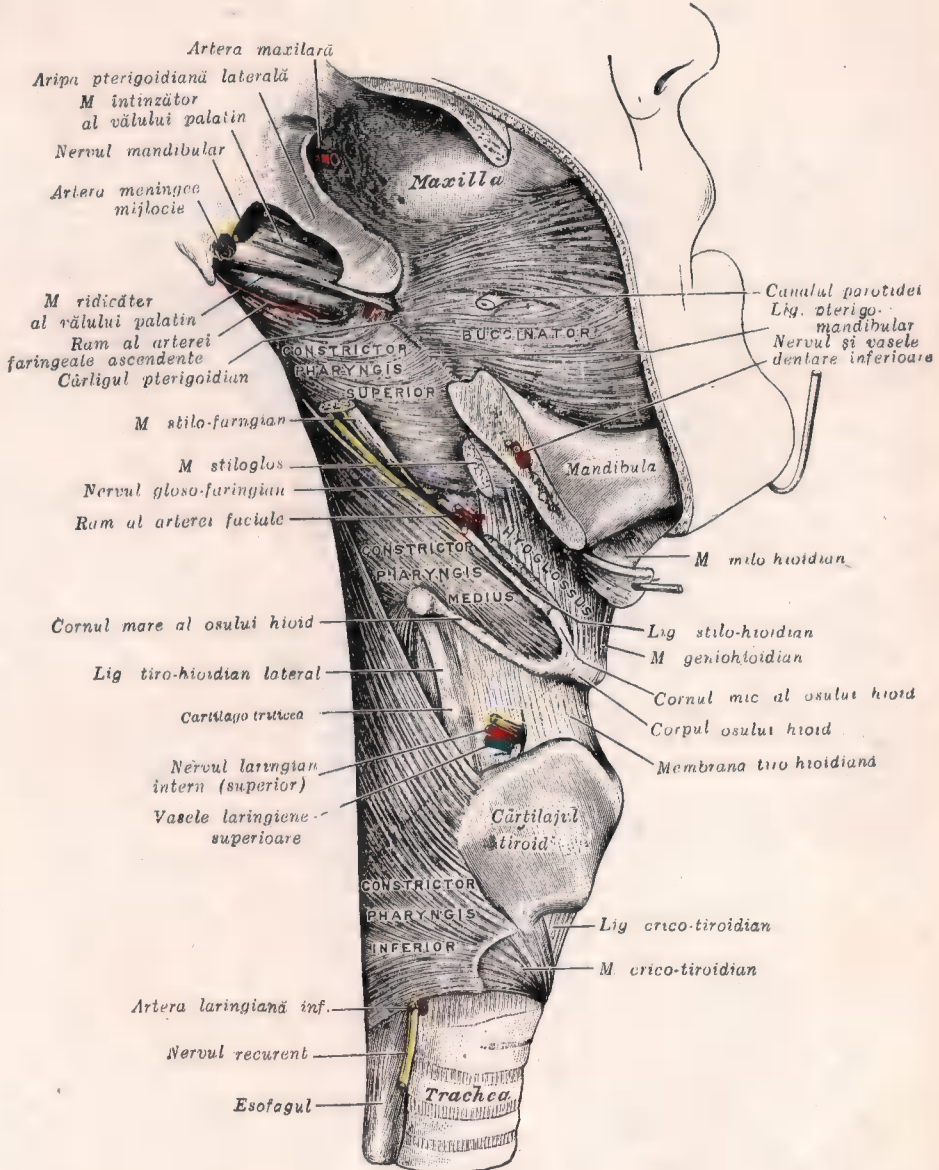 Artera maxilară
Aripa pterigoidiană laterală
M întinzător
al vălului palatin
Nervul mandibular
Artera meningee
mijlocie
M ridicăter
al vălului palatin
Ram al arterei
faringeale ascendente
Cârligul pterigoidian
M stilo-faringian
M stiloglos
Nervul gloso-faringian
Ram al arterei faciale
Cornul mare al osului hioid
Lig tiro-hioidian lateral
Cartilago triticea
Nervul laringian
intern (superior)
Vasele laringiene
superioare
Artera laringiană inf.
Nervul recurent
Esofagul
Maxilla
BUCCINATOR
CONSTRICTOR
PHARYNGIS
SUPERIOR
Mandibula
HYOGLOSSUS
CONSTRICTOR
PHARYNGIS
MEDIUS
Cartilajul
tiroid
CONSTRICTOR
PHARYNGIS
INFERIOR
Trachea
Canalul parotidei
Lig. pterigo-
mandibular
Nervul și vasele
dentare inferioare
M milo hioidian
Lig stilo-hioidian
M geniohioidian
Cornul mic al osului hioid
Corpul osului hioid
Membrana tiro hioidiană
Lig crico-tiroidian
M. crico-tiroidian